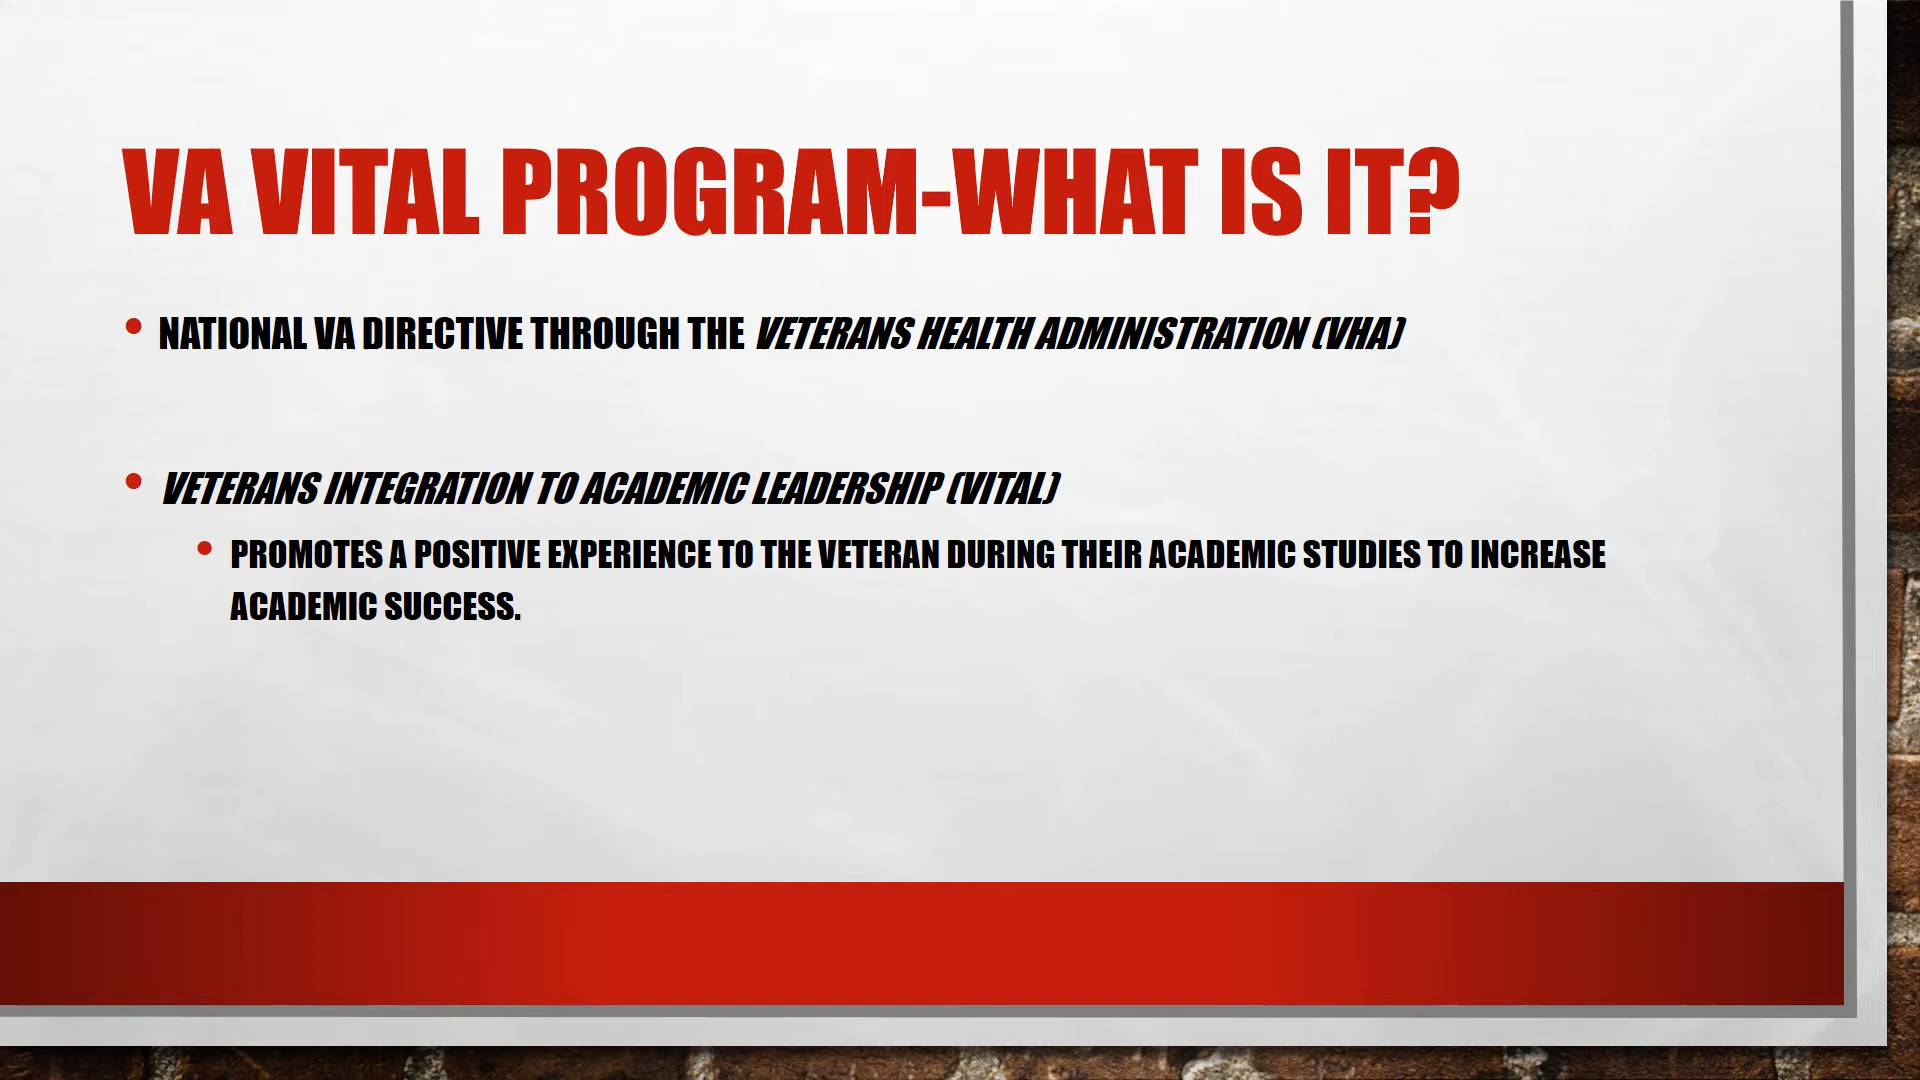 VA VITAL PROGRAM-WHAT IS IT?
• NATIONAL VA DIRECTIVE THROUGH THE VETERANS HEALTH ADMINISTRATION (VHA)
• VETERANS INTEGRATION TO ACADEMIC LEADERSHIP (VITAL)
• PROMOTES A POSITIVE EXPERIENCE TO THE VETERAN DURING THEIR ACADEMIC STUDIES TO INCREASE
ACADEMIC SUCCESS.